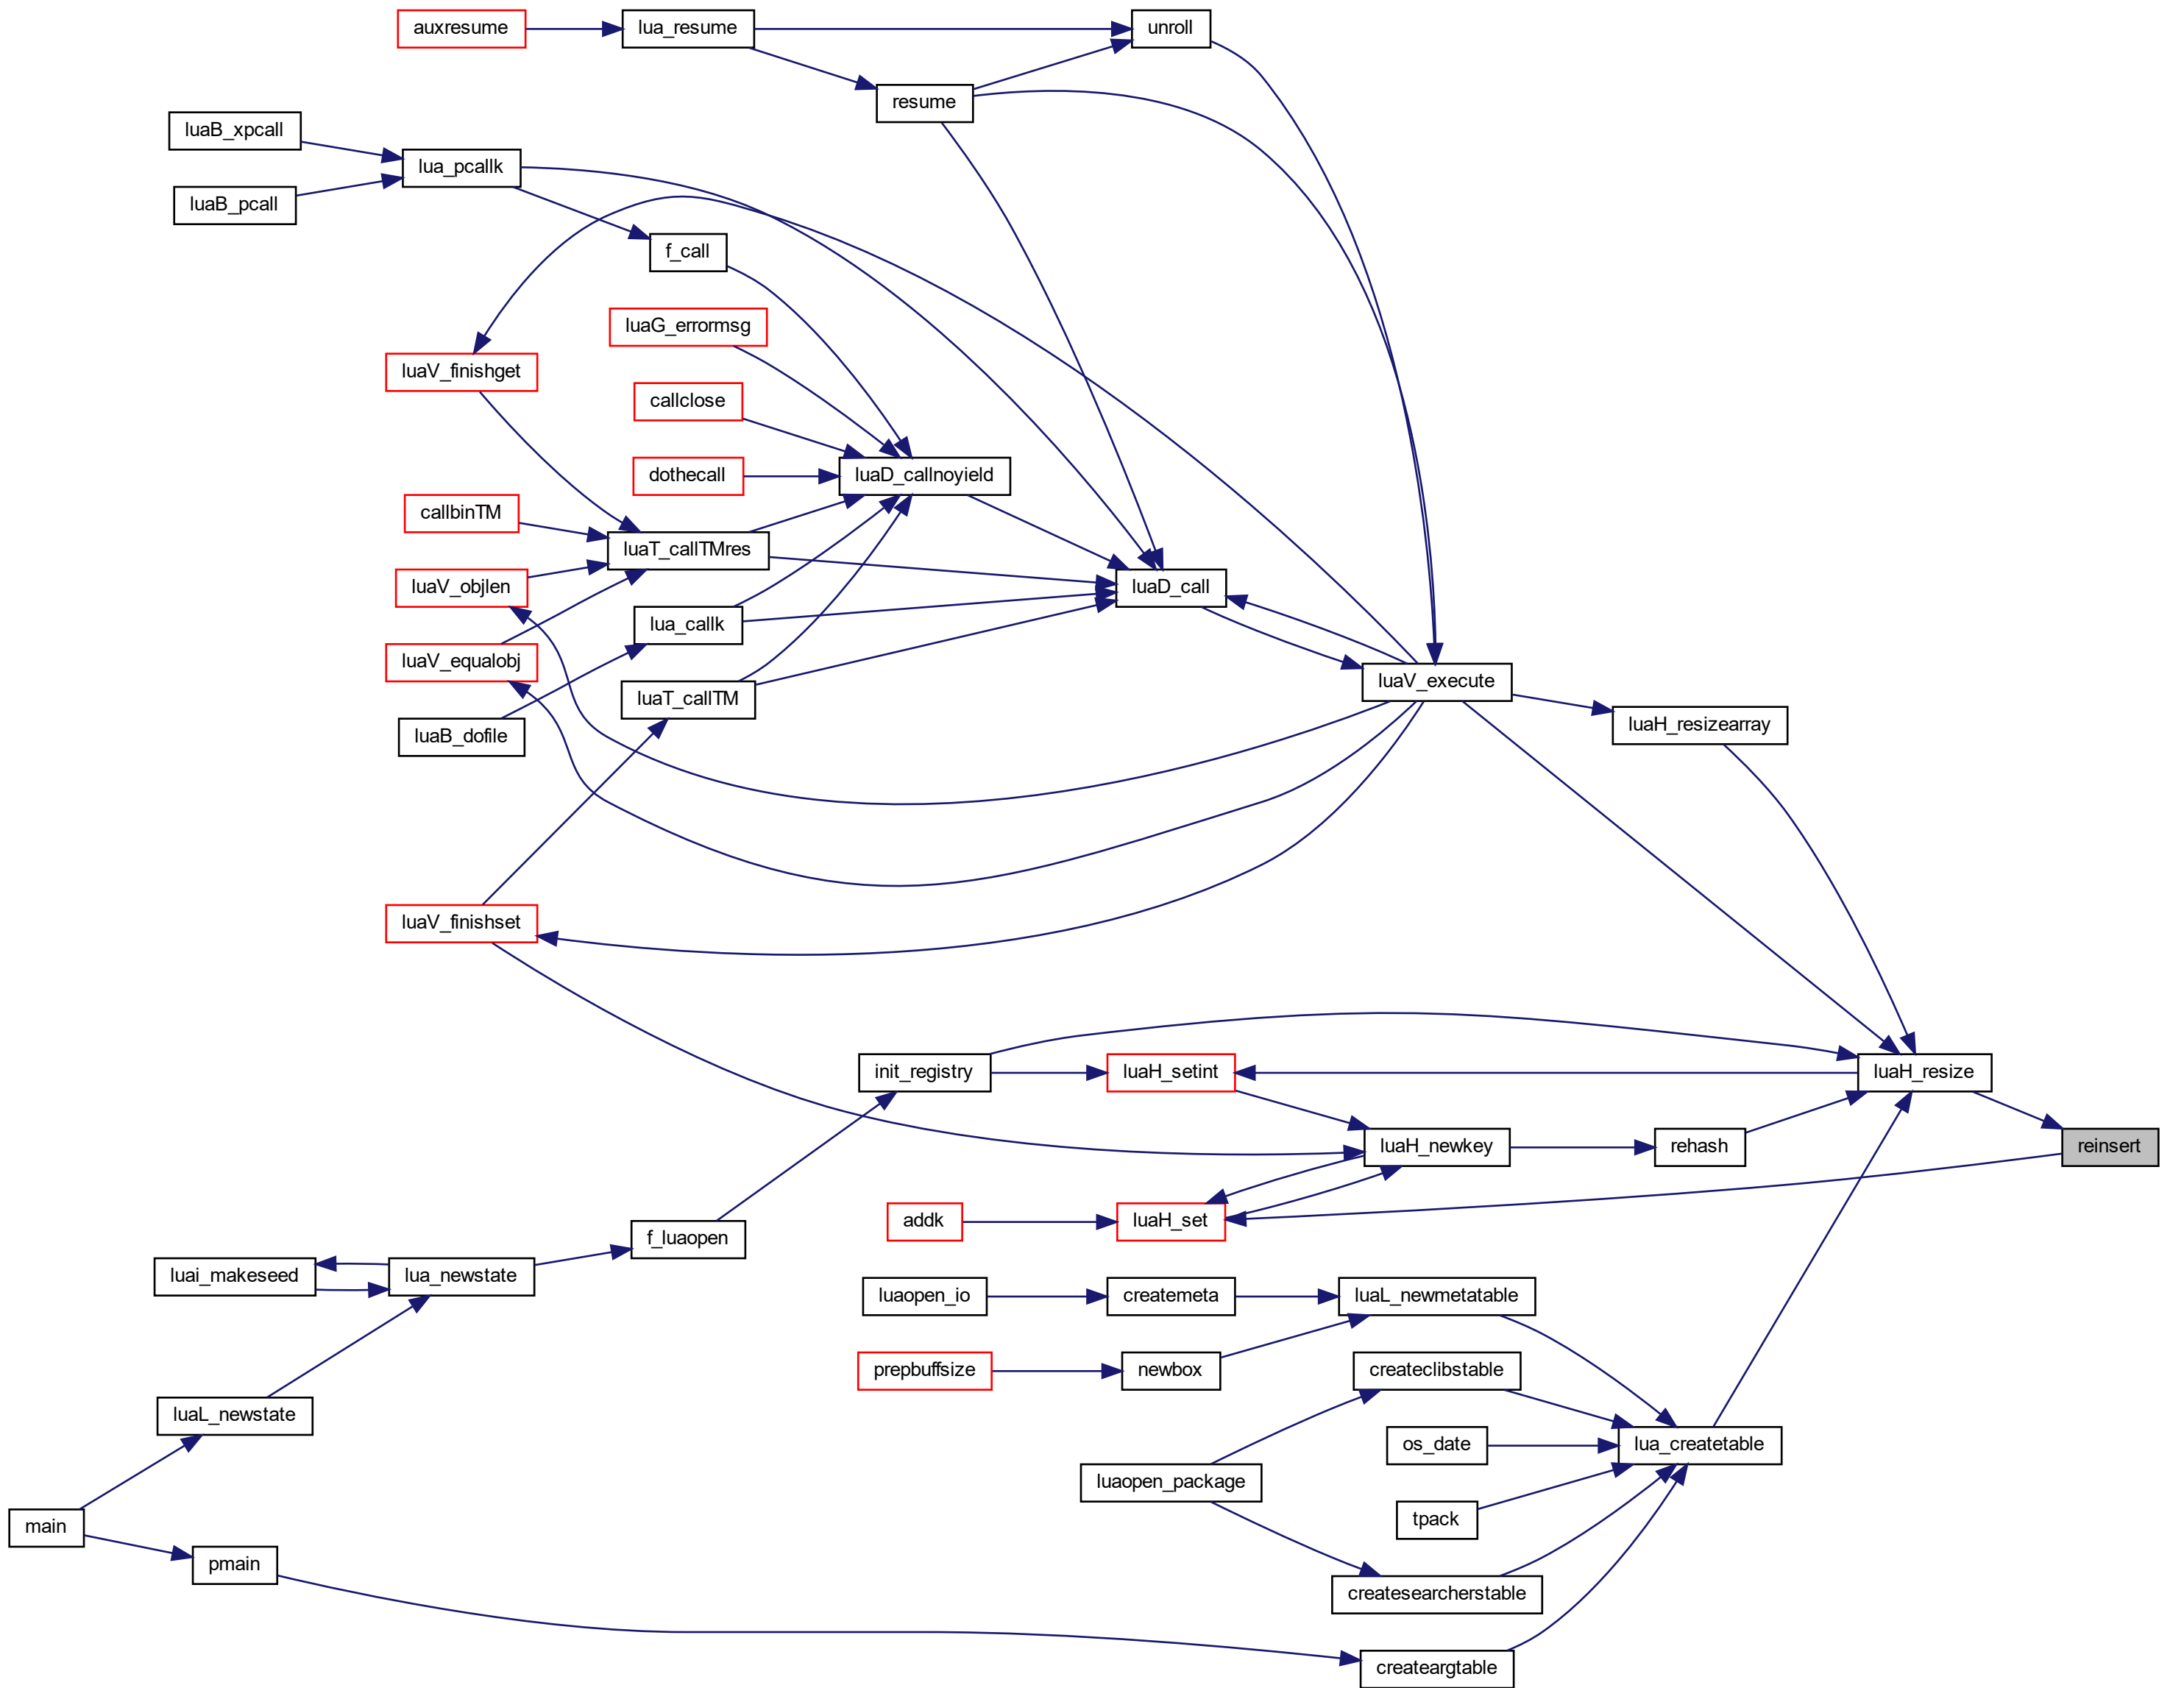 auxresume
lua_resume
unroll
resume
luaB_xpcall
lua_pcallk
luaB_pcall
f_call
luaG_errormsg
luaV_finishget
callclose
dothecall
luaD_callnoyield
callbinTM
luaT_callTMres
luaV_objlen
luaD_call
lua_callk
luaV_equalobj
luaT_callTM
luaV_execute
luaB_dofile
luaH_resizearray
luaV_finishset
init_registry
luaH_setint
luaH_resize
luaH_newkey
rehash
reinsert
addk
luaH_set
f_luaopen
luai_makeseed
lua_newstate
luaopen_io
createmeta
luaL_newmetatable
prepbuffsize
newbox
createclibstable
luaL_newstate
os_date
lua_createtable
luaopen_package
main
tpack
pmain
createsearcherstable
createargtable